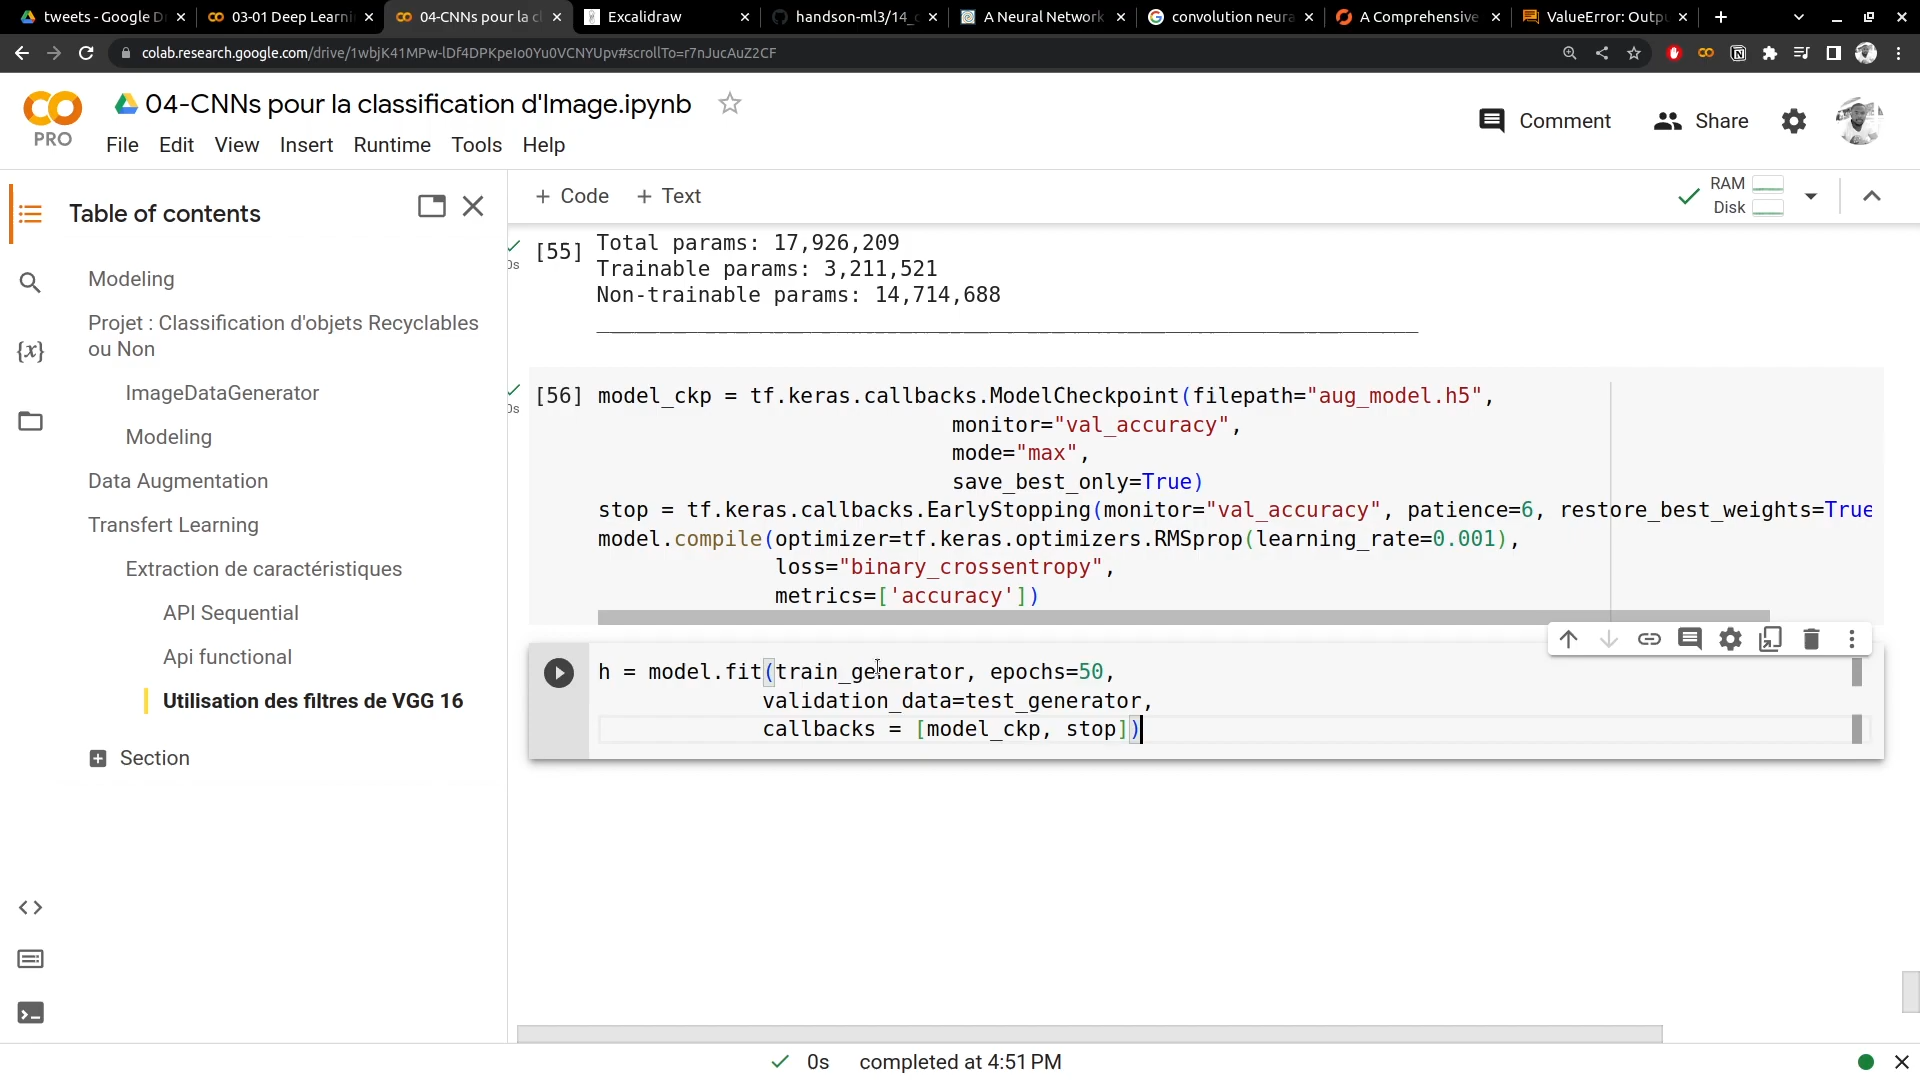 tweets - Google D
03-01 Deep Learni
04-CNNs pour la c
Excalidraw
handson-ml3/14_
A Neural Network
convolution neura
A Comprehensive
ValueError: Outp
colab.research.google.com/drive/1wbjK41MPw-lDf4DPKpeIo0Yu0VCNYUpv#scrollTo=r7nJucAuZ2CF
PRO
04-CNNs pour la classification d'Image.ipynb
File Edit View Insert Runtime Tools Help
Comment
Share
Table of contents
+ Code + Text
RAM
Disk
Modeling
Projet : Classification d'objets Recyclables
ou Non
ImageDataGenerator
Modeling
Data Augmentation
Transfert Learning
Extraction de caractéristiques
API Sequential
Api functional
Utilisation des filtres de VGG 16
Section
{x}
0s
[55] Total params: 17,926,209
Trainable params: 3,211,521
Non-trainable params: 14,714,688
0s
[56] model_ckp = tf.keras.callbacks.ModelCheckpoint(filepath="aug_model.h5",
monitor="val_accuracy",
mode="max",
save_best_only=True)
stop = tf.keras.callbacks.EarlyStopping(monitor="val_accuracy", patience=6, restore_best_weights=True
model.compile(optimizer=tf.keras.optimizers.RMSprop(learning_rate=0.001),
loss="binary_crossentropy",
metrics=['accuracy'])
h = model.fit(train_generator, epochs=50,
validation_data=test_generator,
callbacks = [model_ckp, stop])
0s completed at 4:51 PM